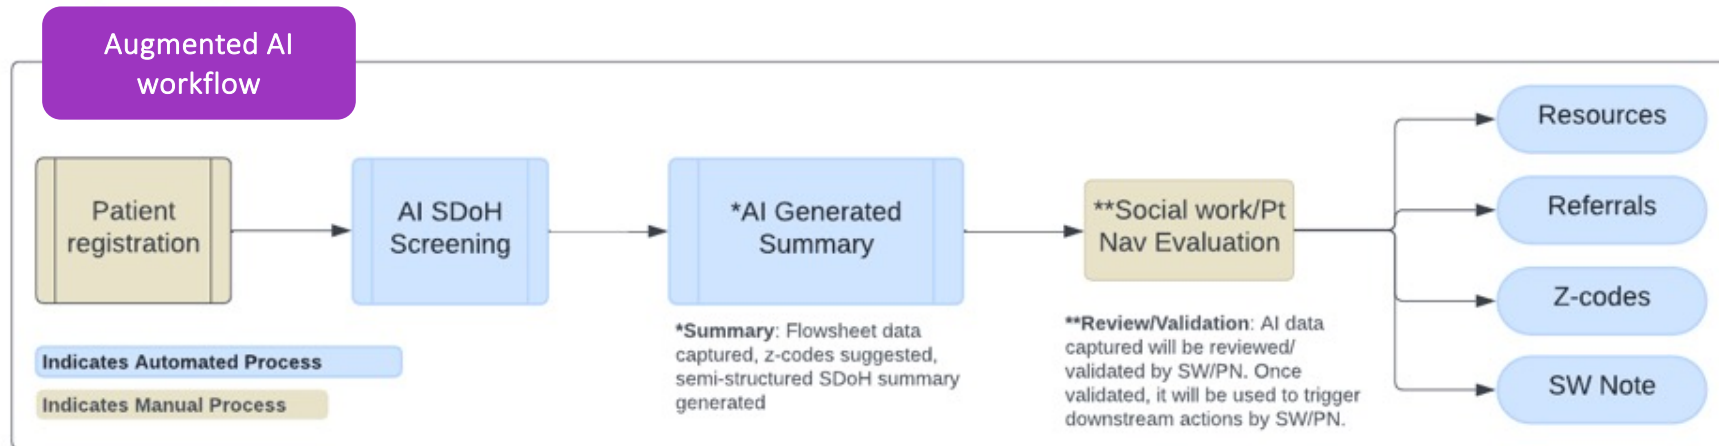 Augmented AI
workflow
Patient
registration
AI SDoH
Screening
*AI Generated
Summary
**Social work/Pt
Nav Evaluation
Resources
Referrals
Z-codes
SW Note
*Summary: Flowsheet data
captured, z-codes suggested,
semi-structured SDoH summary
generated
**Review/Validation: AI data
captured will be reviewed/
validated by SW/PN. Once
validated, it will be used to trigger
downstream actions by SW/PN.
Indicates Automated Process
Indicates Manual Process